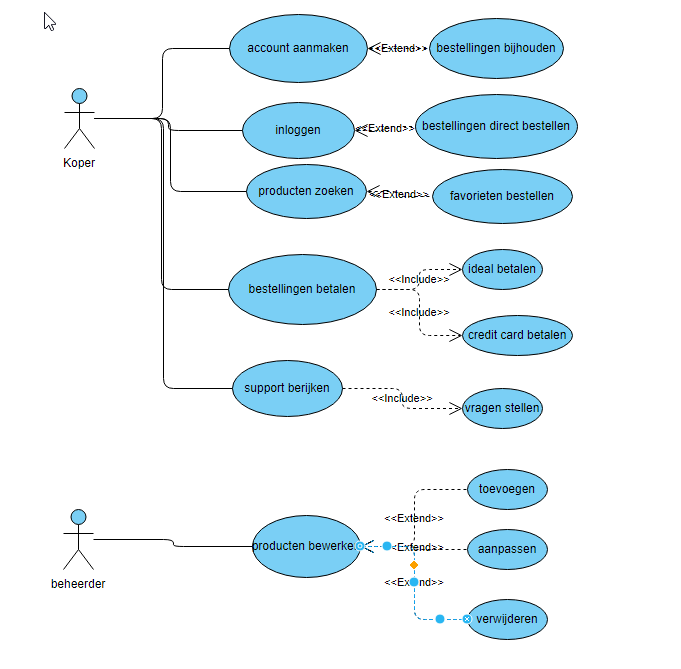 account aanmaken
<<Extend>>
bestellingen bijhouden
Koper
inloggen
<<Extend>>
bestellingen direct bestellen
producten zoeken
<<Extend>>
favorieten bestellen
bestellingen betalen
<<Include>>
ideal betalen
<<Include>>
credit card betalen
support berijken
<<Include>>
vragen stellen
toevoegen
<<Extend>>
beheerder
producten bewerke
<<Extend>>
aanpassen
<<Extend>>
verwijderen